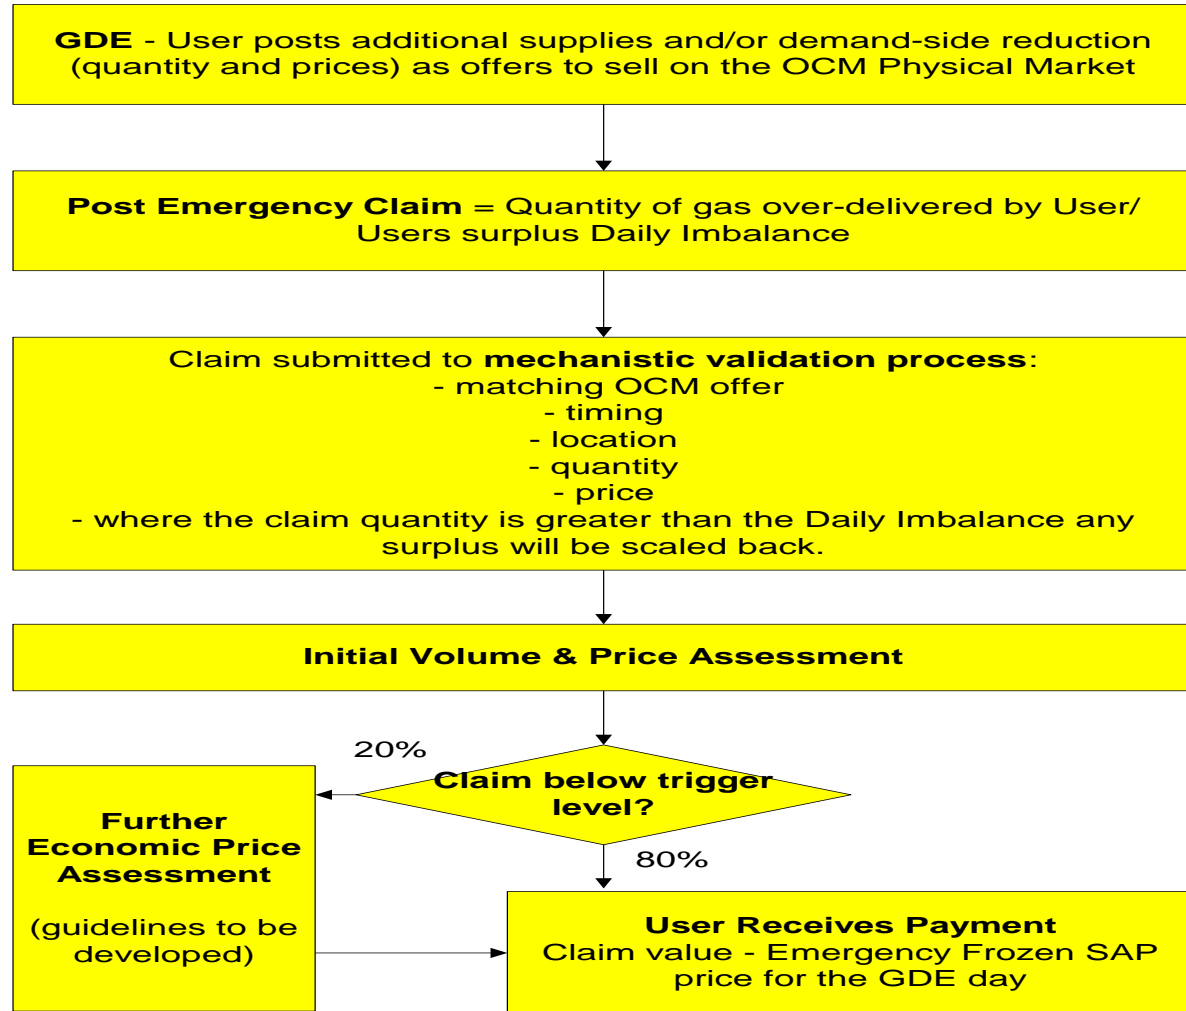 GDE - User posts additional supplies and/or demand-side reduction
(quantity and prices) as offers to sell on the OCM Physical Market
Post Emergency Claim = Quantity of gas over-delivered by User/
Users surplus Daily Imbalance
Claim submitted to mechanistic validation process:
- matching OCM offer
- timing
- location
- quantity
- price
- where the claim quantity is greater than the Daily Imbalance any
surplus will be scaled back.
Initial Volume & Price Assessment
20%
Claim below trigger
level?
80%
Further
Economic Price
Assessment
(guidelines to be
developed)
User Receives Payment
Claim value - Emergency Frozen SAP
price for the GDE day